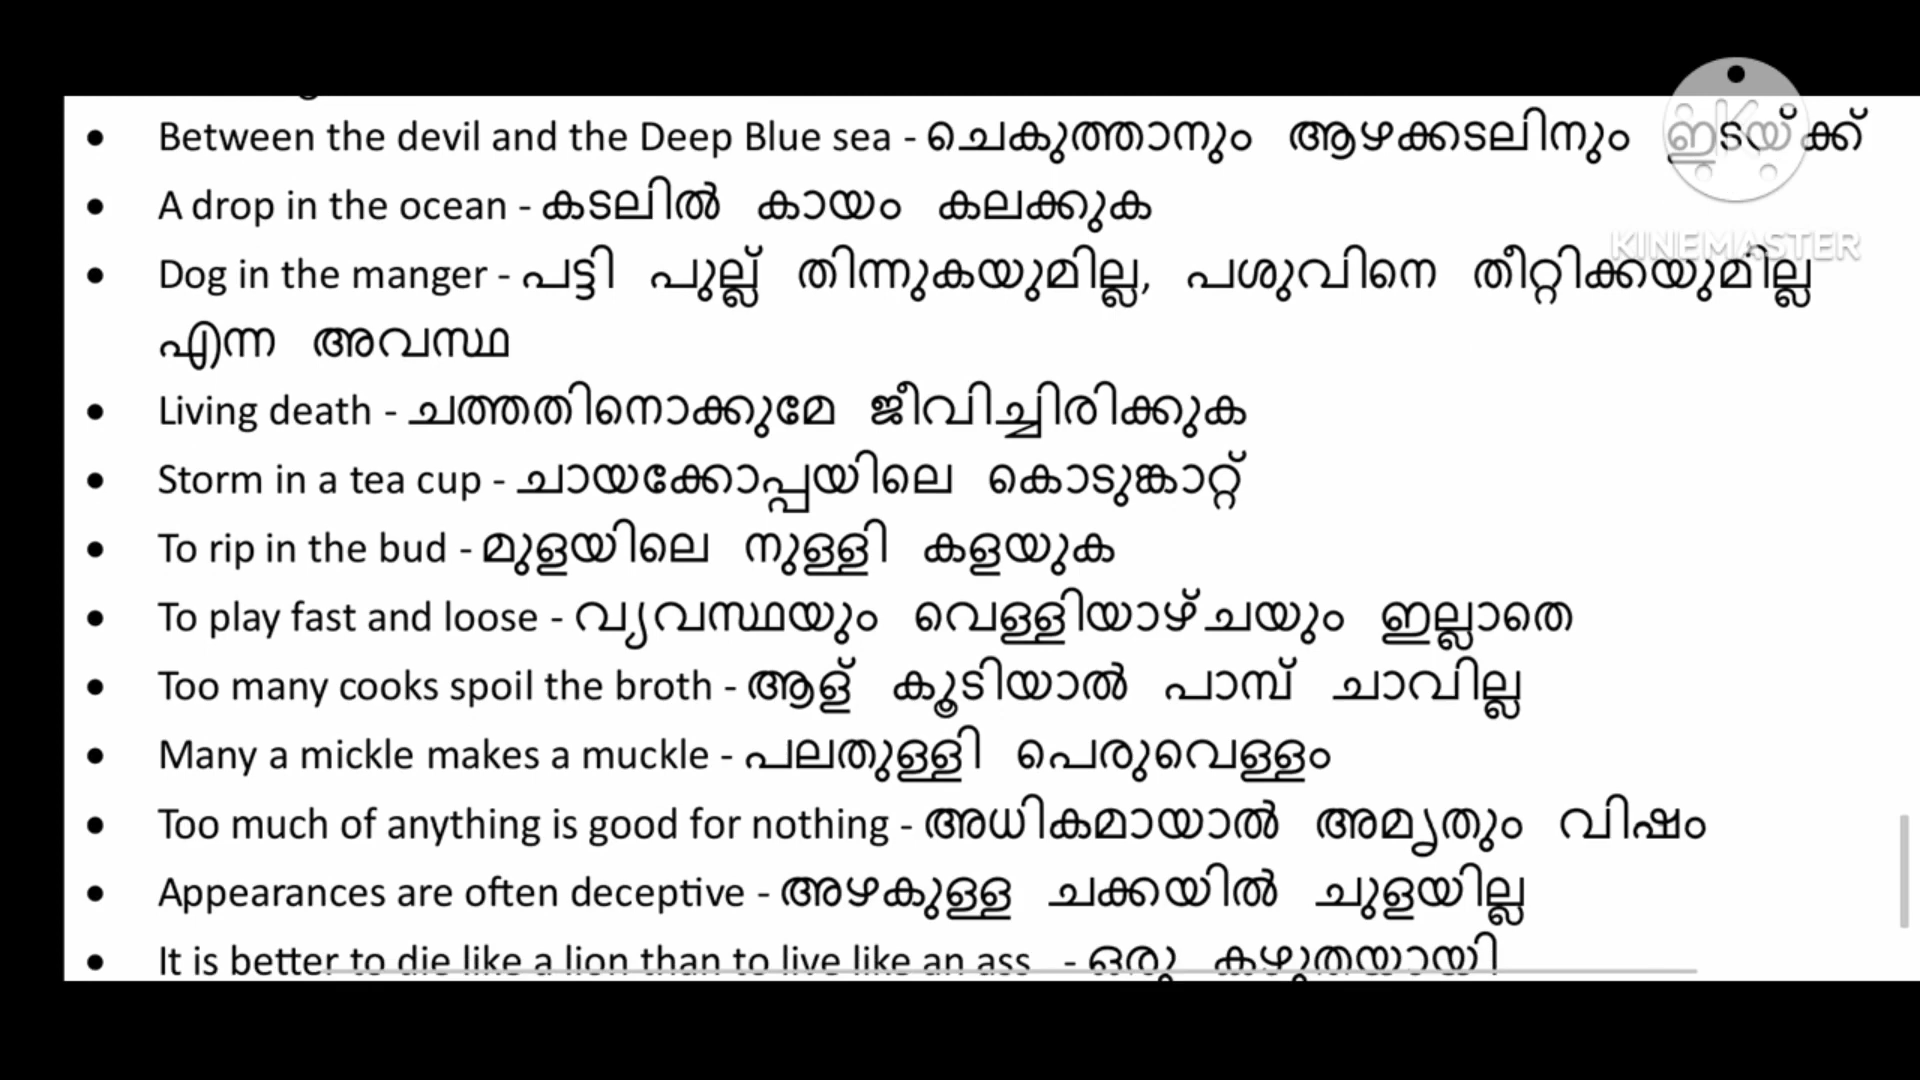 • Between the devil and the Deep Blue sea - ചെകുത്താനും ആഴക്കടലിനും ഇടയ്ക്ക്
• A drop in the ocean - കടലിൽ കായം കലക്കുക
KINEMASTER
• Dog in the manger - പട്ടി പുല്ല് തിന്നുകയുമില്ല, പശുവിനെ തീറ്റിക്കയുമില്ല
എന്ന അവസ്ഥ
• Living death - ചത്തതിനൊക്കുമേ ജീവിച്ചിരിക്കുക
• Storm in a tea cup - ചായക്കോപ്പയിലെ കൊടുങ്കാറ്റ്
• To rip in the bud - മുളയിലെ നുള്ളി കളയുക
• To play fast and loose - വ്യവസ്ഥയും വെള്ളിയാഴ്ചയും ഇല്ലാതെ
• Too many cooks spoil the broth - ആള് കൂടിയാൽ പാമ്പ് ചാവില്ല
• Many a mickle makes a muckle - പലതുള്ളി പെരുവെള്ളം
• Too much of anything is good for nothing - അധികമായാൽ അമൃതും വിഷം
• Appearances are often deceptive - അഴകുള്ള ചക്കയിൽ ചുളയില്ല
• It is better to die like a lion than to live like an ass - ഒരു കഴുതയായി